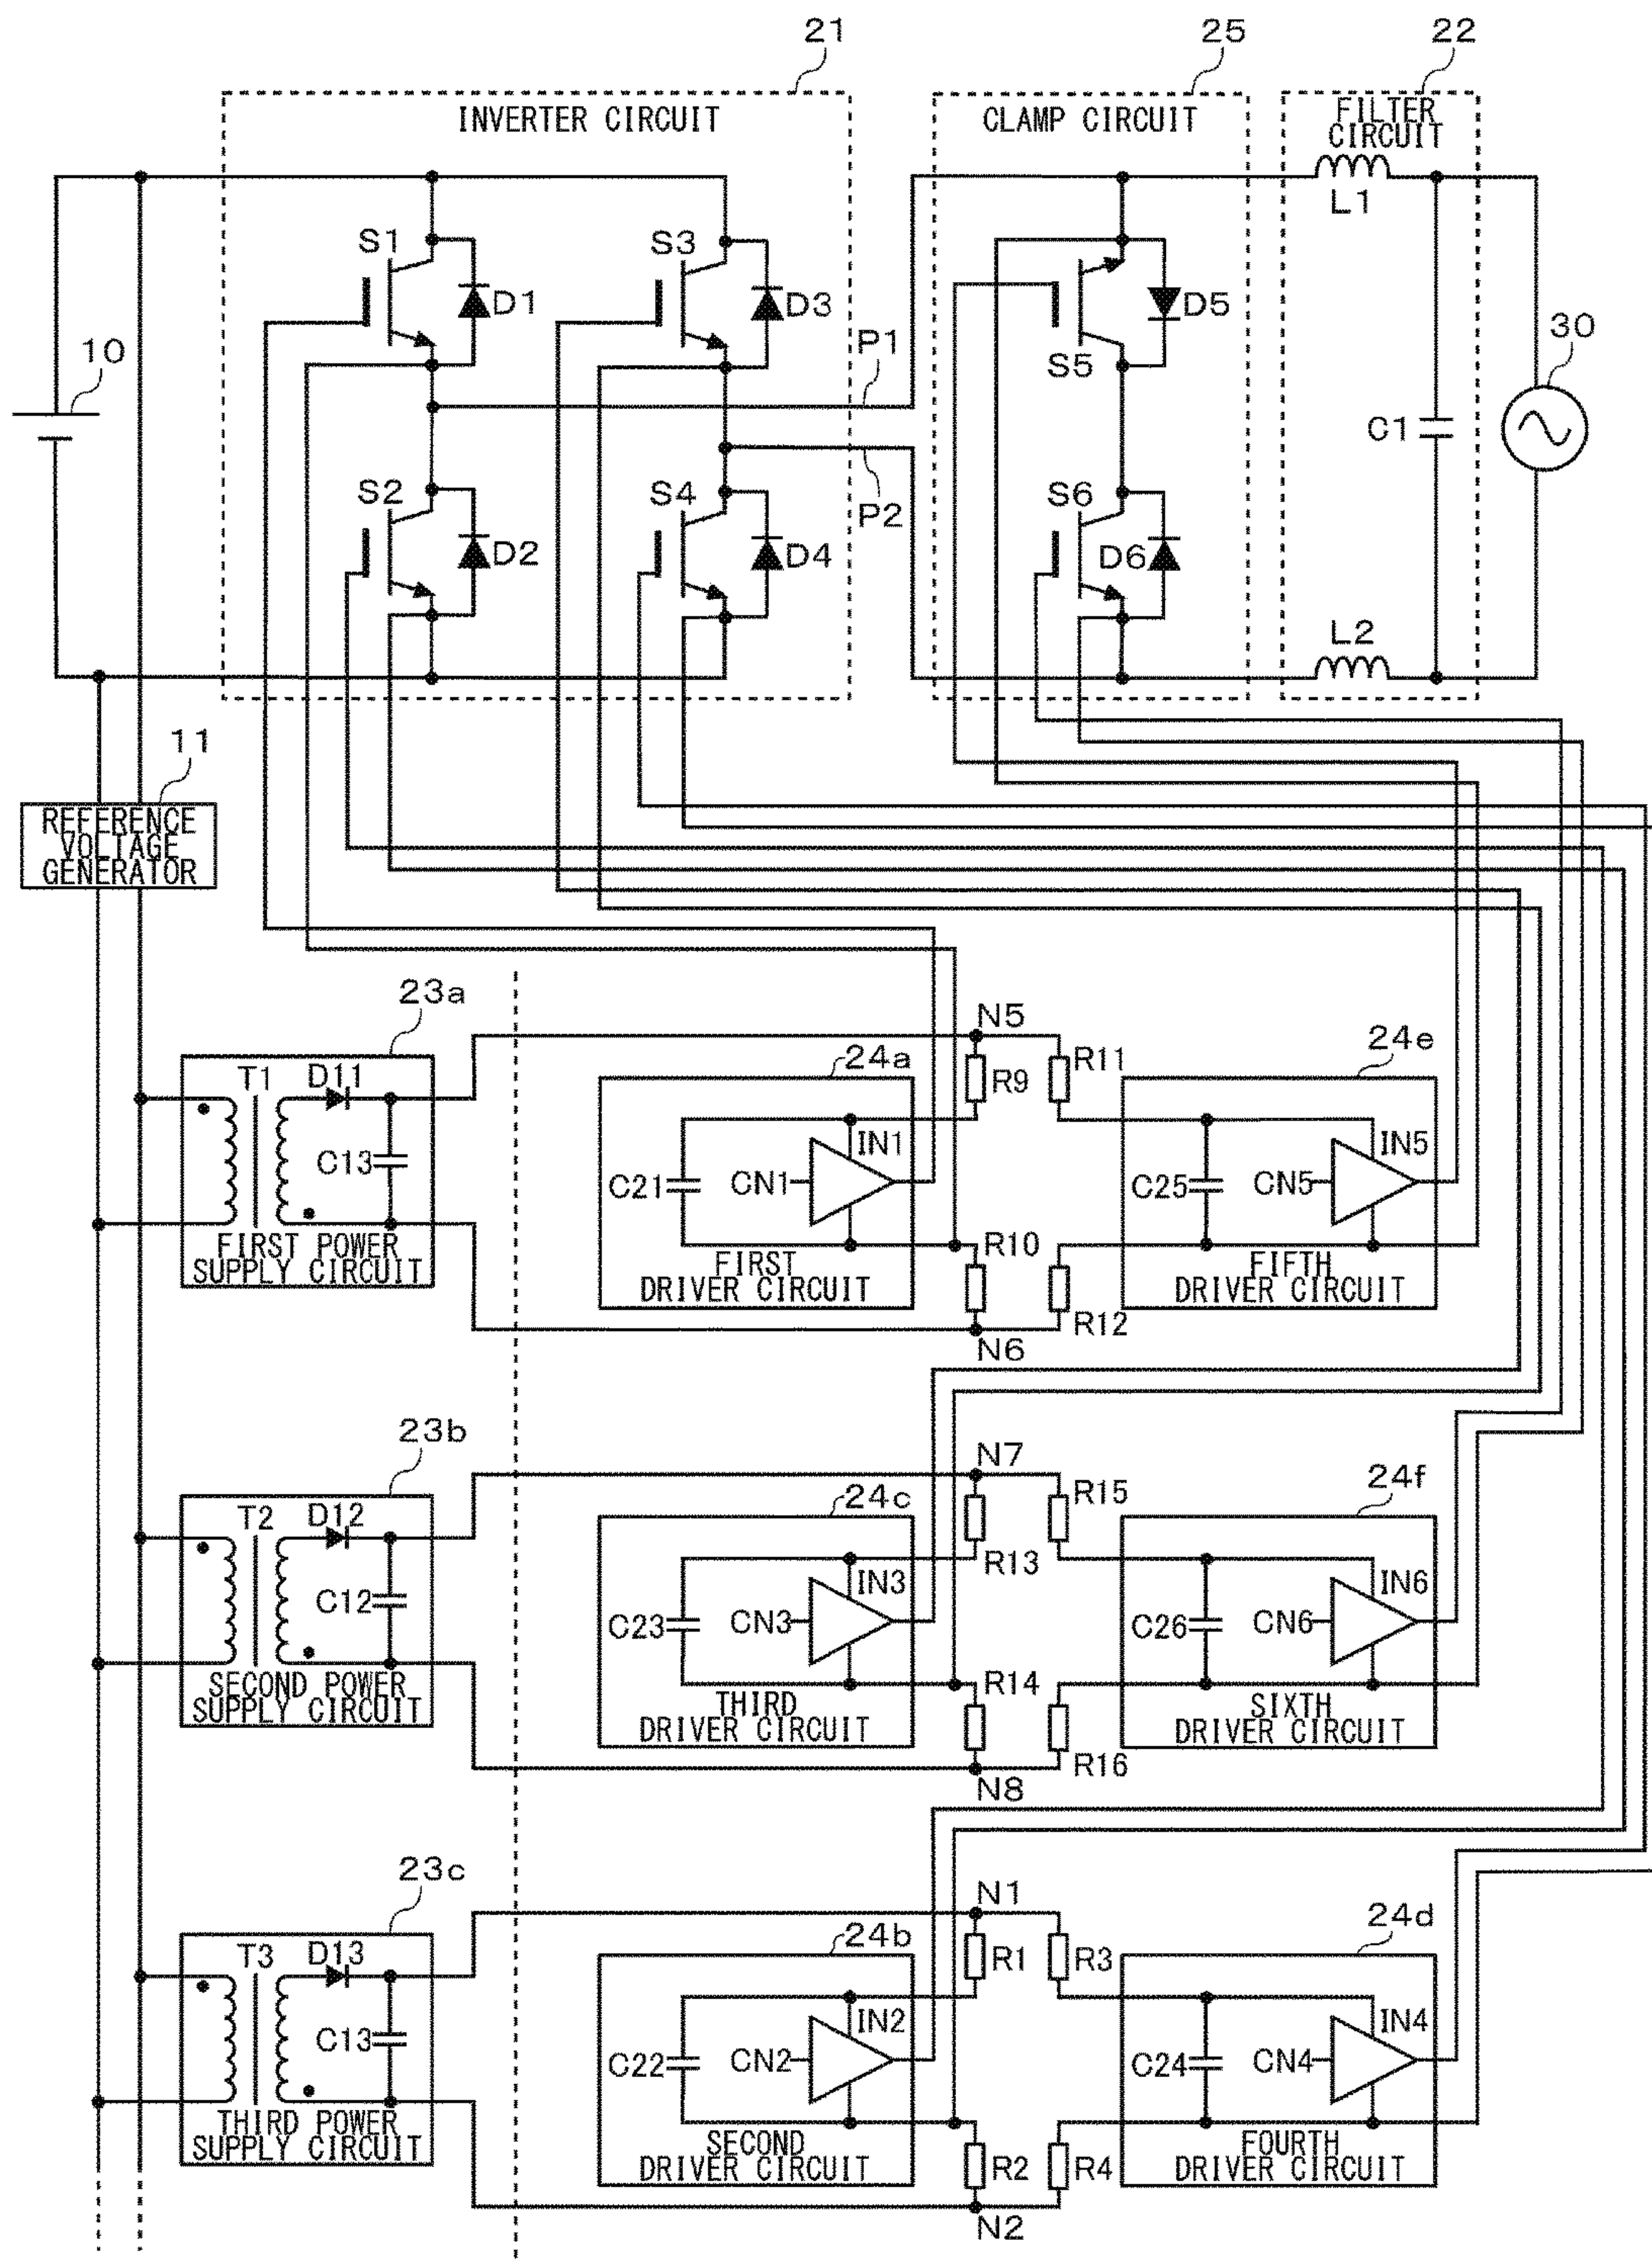 21
25
22
INVERTER CIRCUIT
CLAMP CIRCUIT
FILTER
CIRCUIT
L1
S1
S3
D1
D3
D5
S5
P1
10
30
C1
S2
S4
P2
S6
D2
D4
D6
L2
11
REFERENCE
VOLTAGE
GENERATOR
23a
N5
24a
R9
R11
24e
T1
D11
C13
IN1
C21
CN1
IN5
C25
CN5
FIRST POWER
SUPPLY CIRCUIT
FIRST
DRIVER CIRCUIT
R10
R12
FIFTH
DRIVER CIRCUIT
N6
23b
N7
24c
R13
R15
24f
T2
D12
C12
IN3
C23
CN3
IN6
C26
CN6
SECOND POWER
SUPPLY CIRCUIT
THIRD
DRIVER CIRCUIT
R14
R16
SIXTH
DRIVER CIRCUIT
N8
23c
N1
24b
R1
R3
24d
T3
D13
C13
IN2
C22
CN2
IN4
C24
CN4
THIRD POWER
SUPPLY CIRCUIT
SECOND
DRIVER CIRCUIT
R2
R4
FOURTH
DRIVER CIRCUIT
N2